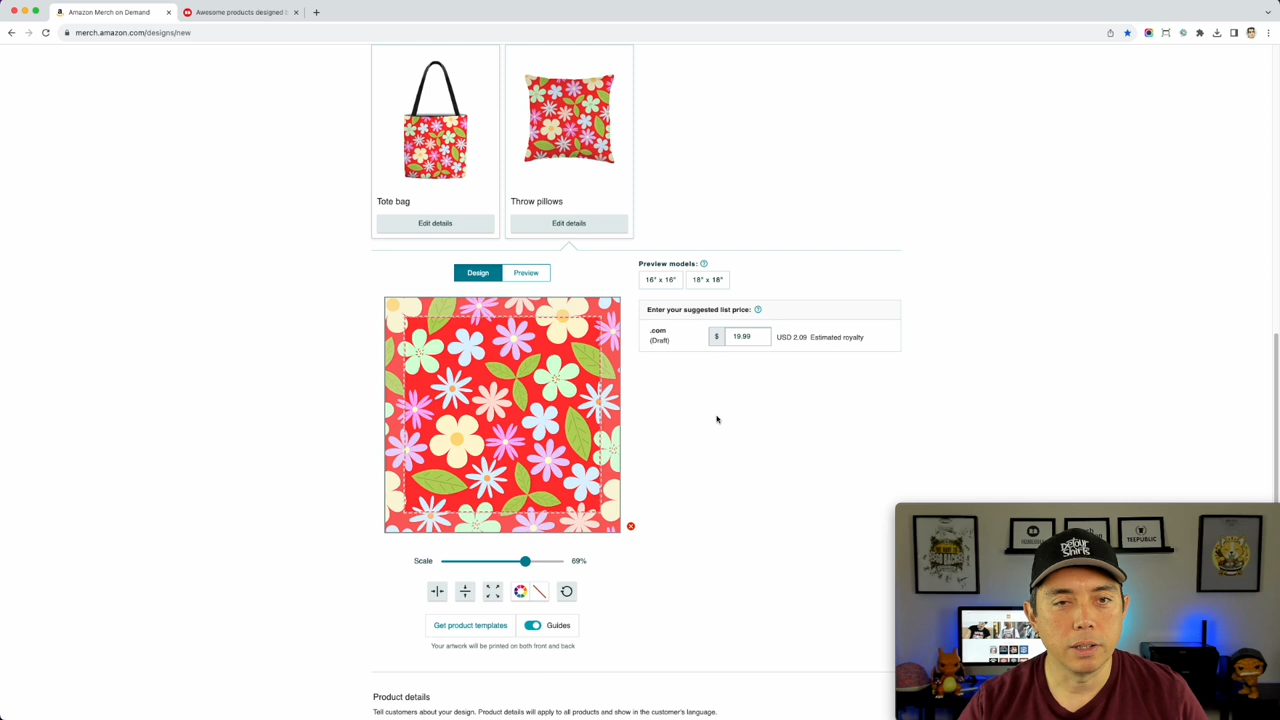 Amazon Merch on Demand
Awesome products designed
merch.amazon.com/designs/new
Tote bag
Throw pillows
Edit details
Edit details
Design
Preview
Preview models:
16" x 16"
18" x 18"
Enter your suggested list price:
.com
(Draft)
$
19.99
USD 2.09 Estimated royalty
Scale
69%
Get product templates
Guides
Your artwork will be printed on both front and back
Product details
Tell customers about your design. Product details will apply to all products and show in the customer's language.
TEEPUBLIC
DETOUR
SHIRTS